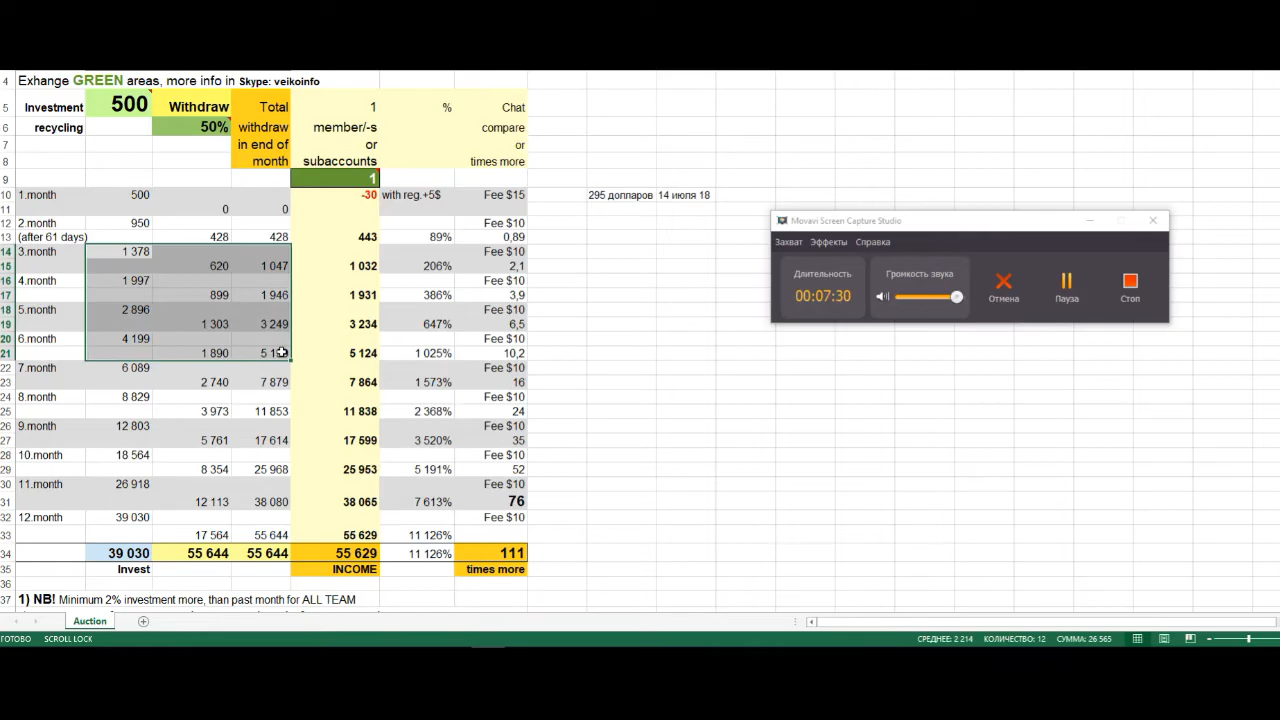 4 Exhange GREEN areas, more info in Skype: veikoinfo
5 Investment 500 Withdraw Total 1 % Chat
6 recycling 50% withdraw member/-s compare
7 in end of or or
8 month subaccounts times more
9 1
10 1.month 500 -30 with reg.+5$ Fee $15 295 долларов 14 июля 18
11 0 0
12 2.month 950 Fee $10
13 (after 61 days) 428 428 443 89% 0,89
14 3.month 1 378 Fee $10
15 620 1 047 1 032 206% 2,1
16 4.month 1 997 Fee $10
17 899 1 946 1 931 386% 3,9
18 5.month 2 896 Fee $10
19 1 303 3 249 3 234 647% 6,5
20 6.month 4 199 Fee $10
21 1 890 5 124 1 025% 10,2
22 7.month 6 089 Fee $10
23 2 740 7 879 7 864 1 573% 16
24 8.month 8 829 Fee $10
25 3 973 11 853 11 838 2 368% 24
26 9.month 12 803 Fee $10
27 5 761 17 614 17 599 3 520% 35
28 10.month 18 564 Fee $10
29 8 354 25 968 25 953 5 191% 52
30 11.month 26 918 Fee $10
31 12 113 38 080 38 065 7 613% 76
32 12.month 39 030 Fee $10
33 17 564 55 644 55 629 11 126%
34 39 030 55 644 55 644 55 629 11 126% 111
35 Invest INCOME times more
36
37 1) NB! Minimum 2% investment more, than past month for ALL TEAM
Movavi Screen Capture Studio
Захват Эффекты Справка
Длительность Громкость звука
00:07:30
Отмена Пауза Стоп
Auction
ГОТОВО SCROLL LOCK СРЕДНЕЕ: 2 214 КОЛИЧЕСТВО: 12 СУММА: 26 565